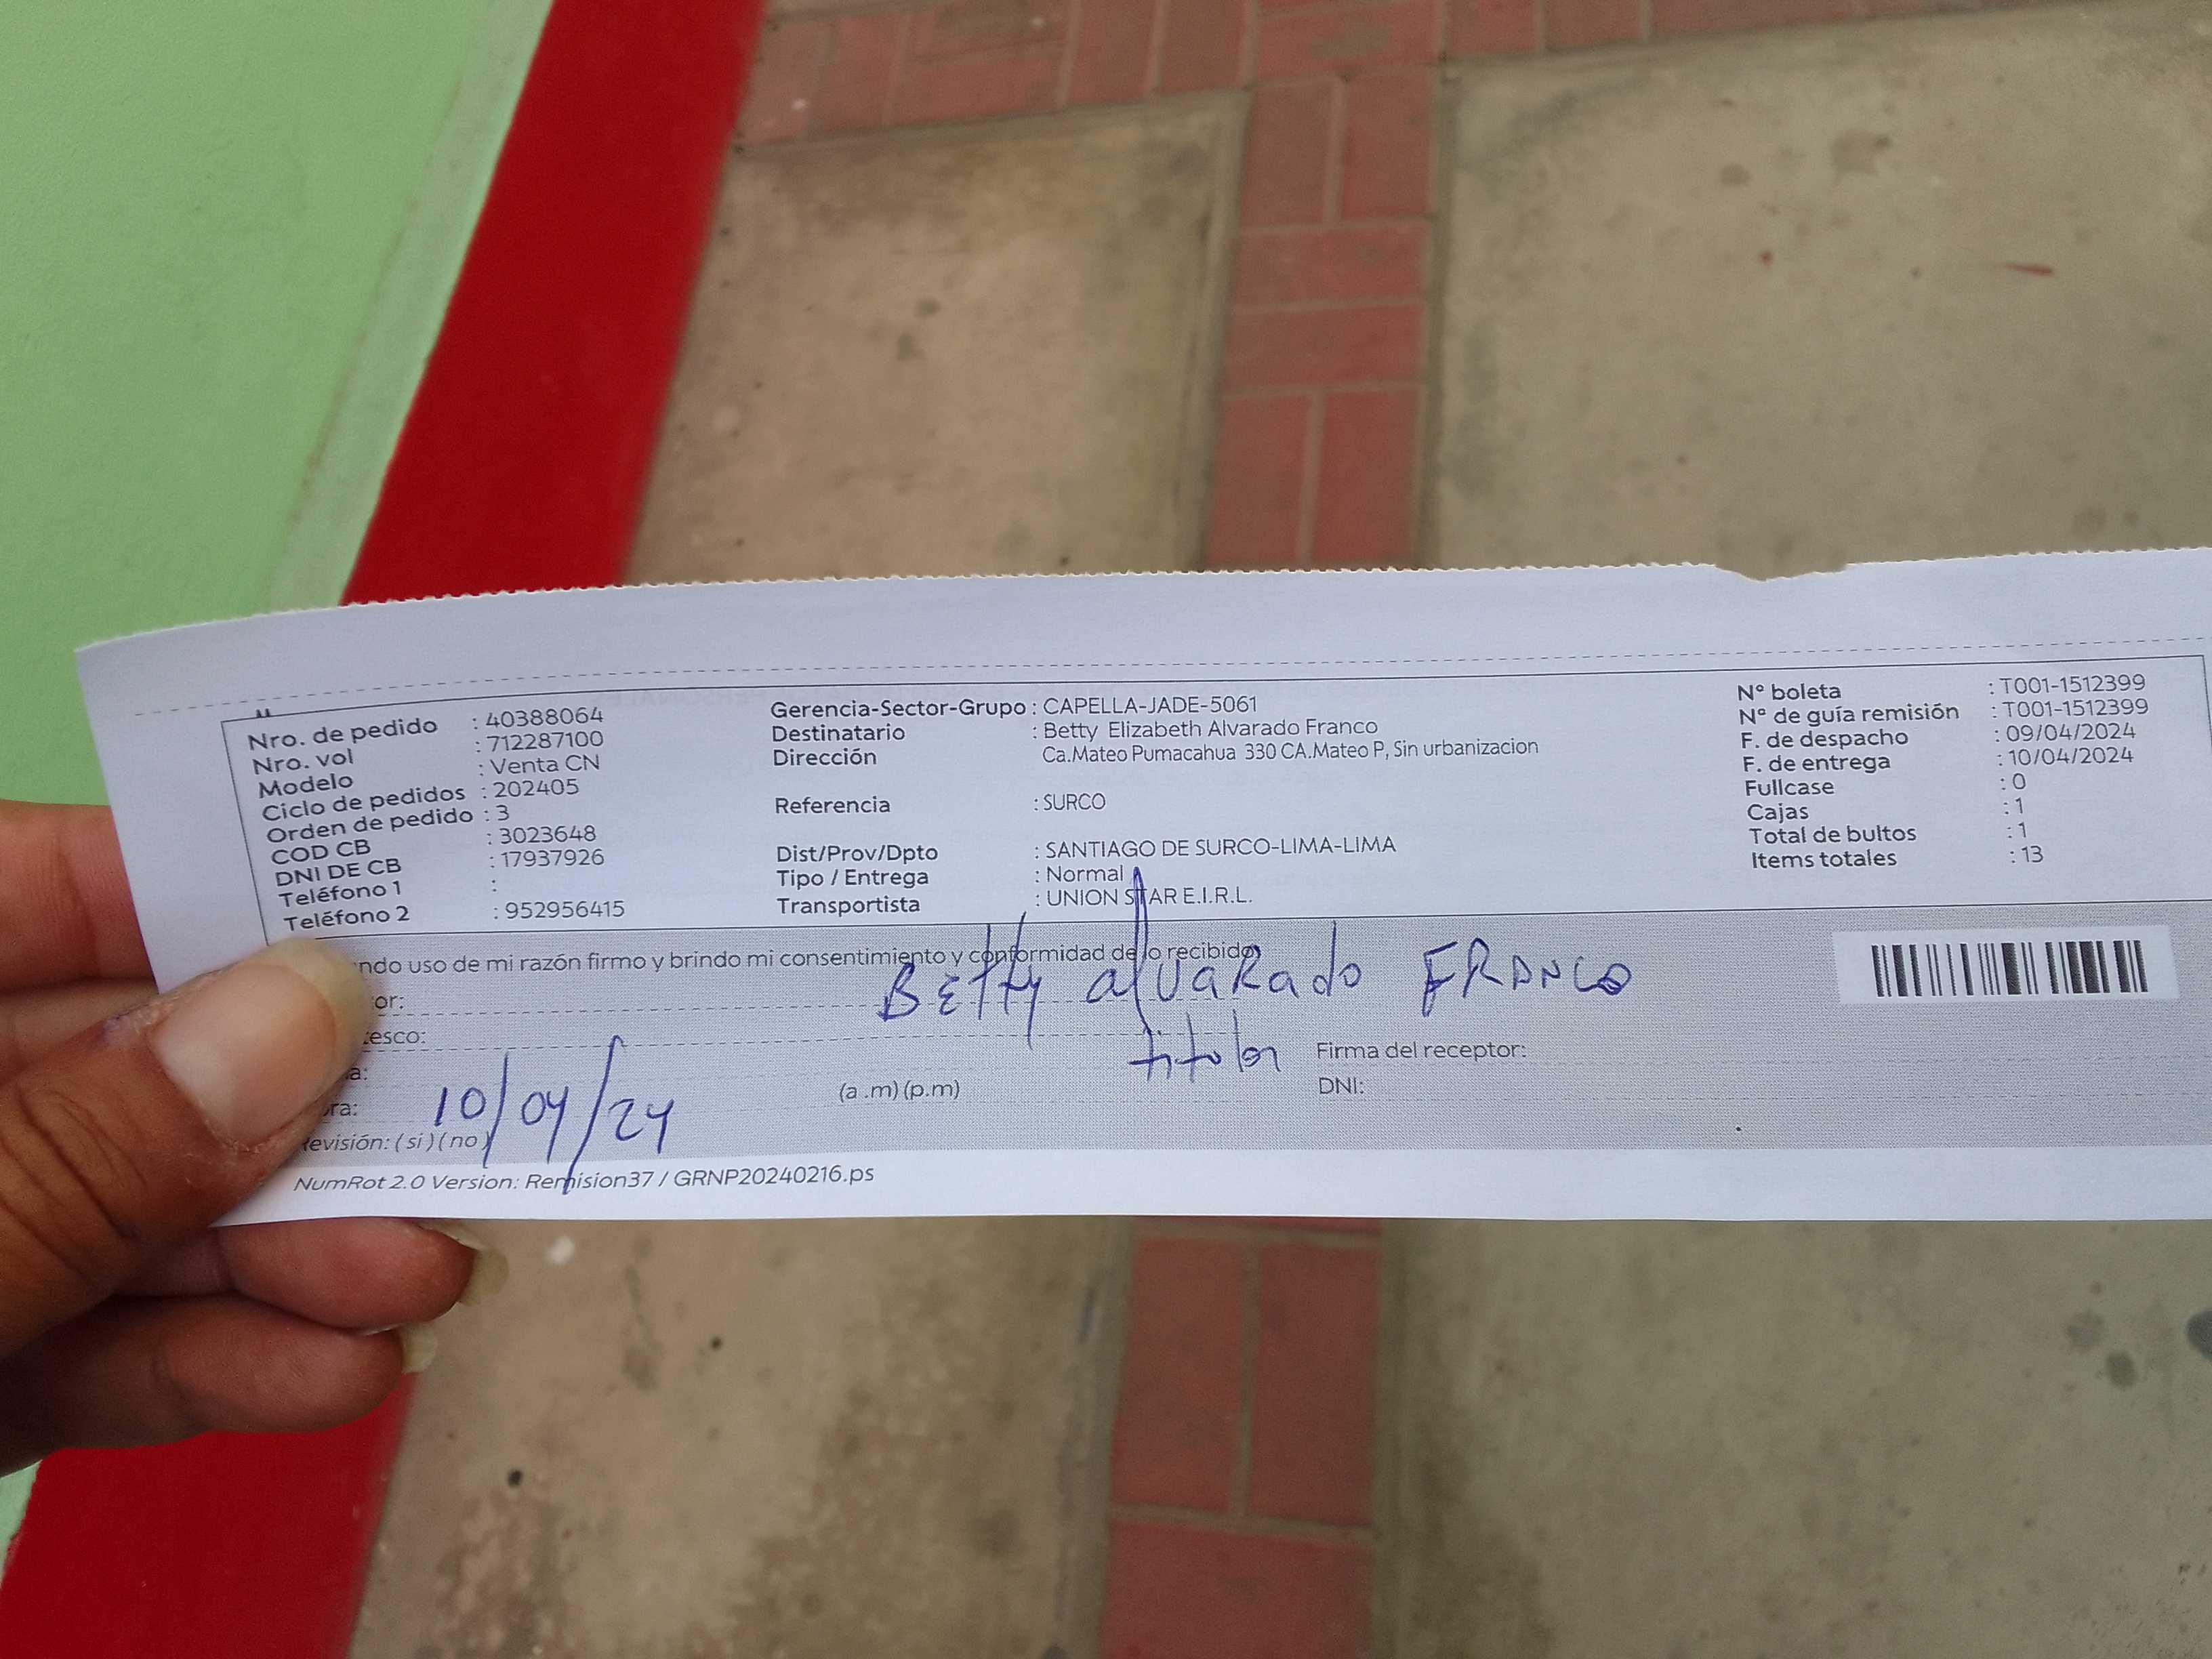 Nro. de pedido : 40388064
Nro. vol : 712287100
Modelo : Venta CN
Ciclo de pedidos : 202405
Orden de pedido : 3
COD CB : 3023648
DNI DE CB : 17937926
Teléfono 1 :
Teléfono 2 : 952956415
Gerencia-Sector-Grupo : CAPELLA-JADE-5061
Destinatario : Betty Elizabeth Alvarado Franco
Dirección Ca.Mateo Pumacahua 330 CA.Mateo P, Sin urbanizacion
Referencia : SURCO
Dist/Prov/Dpto : SANTIAGO DE SURCO-LIMA-LIMA
Tipo / Entrega : Normal
Transportista : UNION STAR E.I.R.L.
N° boleta : T001-1512399
N° de guía remisión : T001-1512399
F. de despacho : 09/04/2024
F. de entrega : 10/04/2024
Fullcase : 0
Cajas : 1
Total de bultos : 1
Items totales : 13
uso de mi razón firmo y brindo mi consentimiento y conformidad de lo recibido
Betty alvarado FRANCO
titular
Firma del receptor:
DNI:
10/04/24
(a .m) (p.m)
Revisión: ( si ) ( no )
NumRot 2.0 Version: Remision37 / GRNP20240216.ps